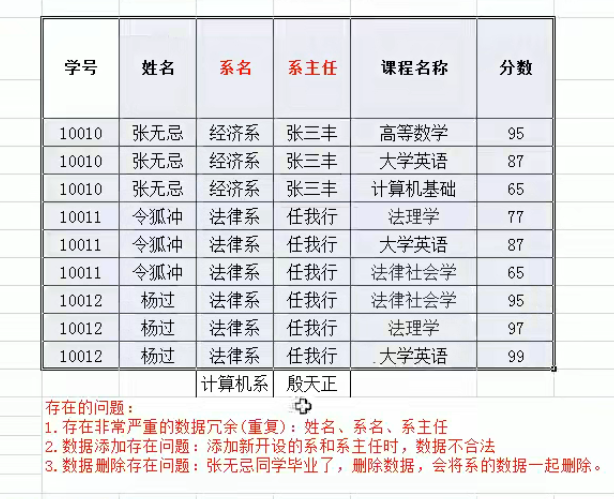 学号 姓名 系名 系主任 课程名称 分数
10010 张无忌 经济系 张三丰 高等数学 95
10010 张无忌 经济系 张三丰 大学英语 87
10010 张无忌 经济系 张三丰 计算机基础 65
10011 令狐冲 法律系 任我行 法理学 77
10011 令狐冲 法律系 任我行 大学英语 87
10011 令狐冲 法律系 任我行 法律社会学 65
10012 杨过 法律系 任我行 法律社会学 95
10012 杨过 法律系 任我行 法理学 97
10012 杨过 法律系 任我行 大学英语 99
计算机系 殷天正
存在的问题：
1.存在非常严重的数据冗余(重复)：姓名、系名、系主任
2.数据添加存在问题：添加新开设的系和系主任时，数据不合法
3.数据删除存在问题：张无忌同学毕业了，删除数据，会将系的数据一起删除。